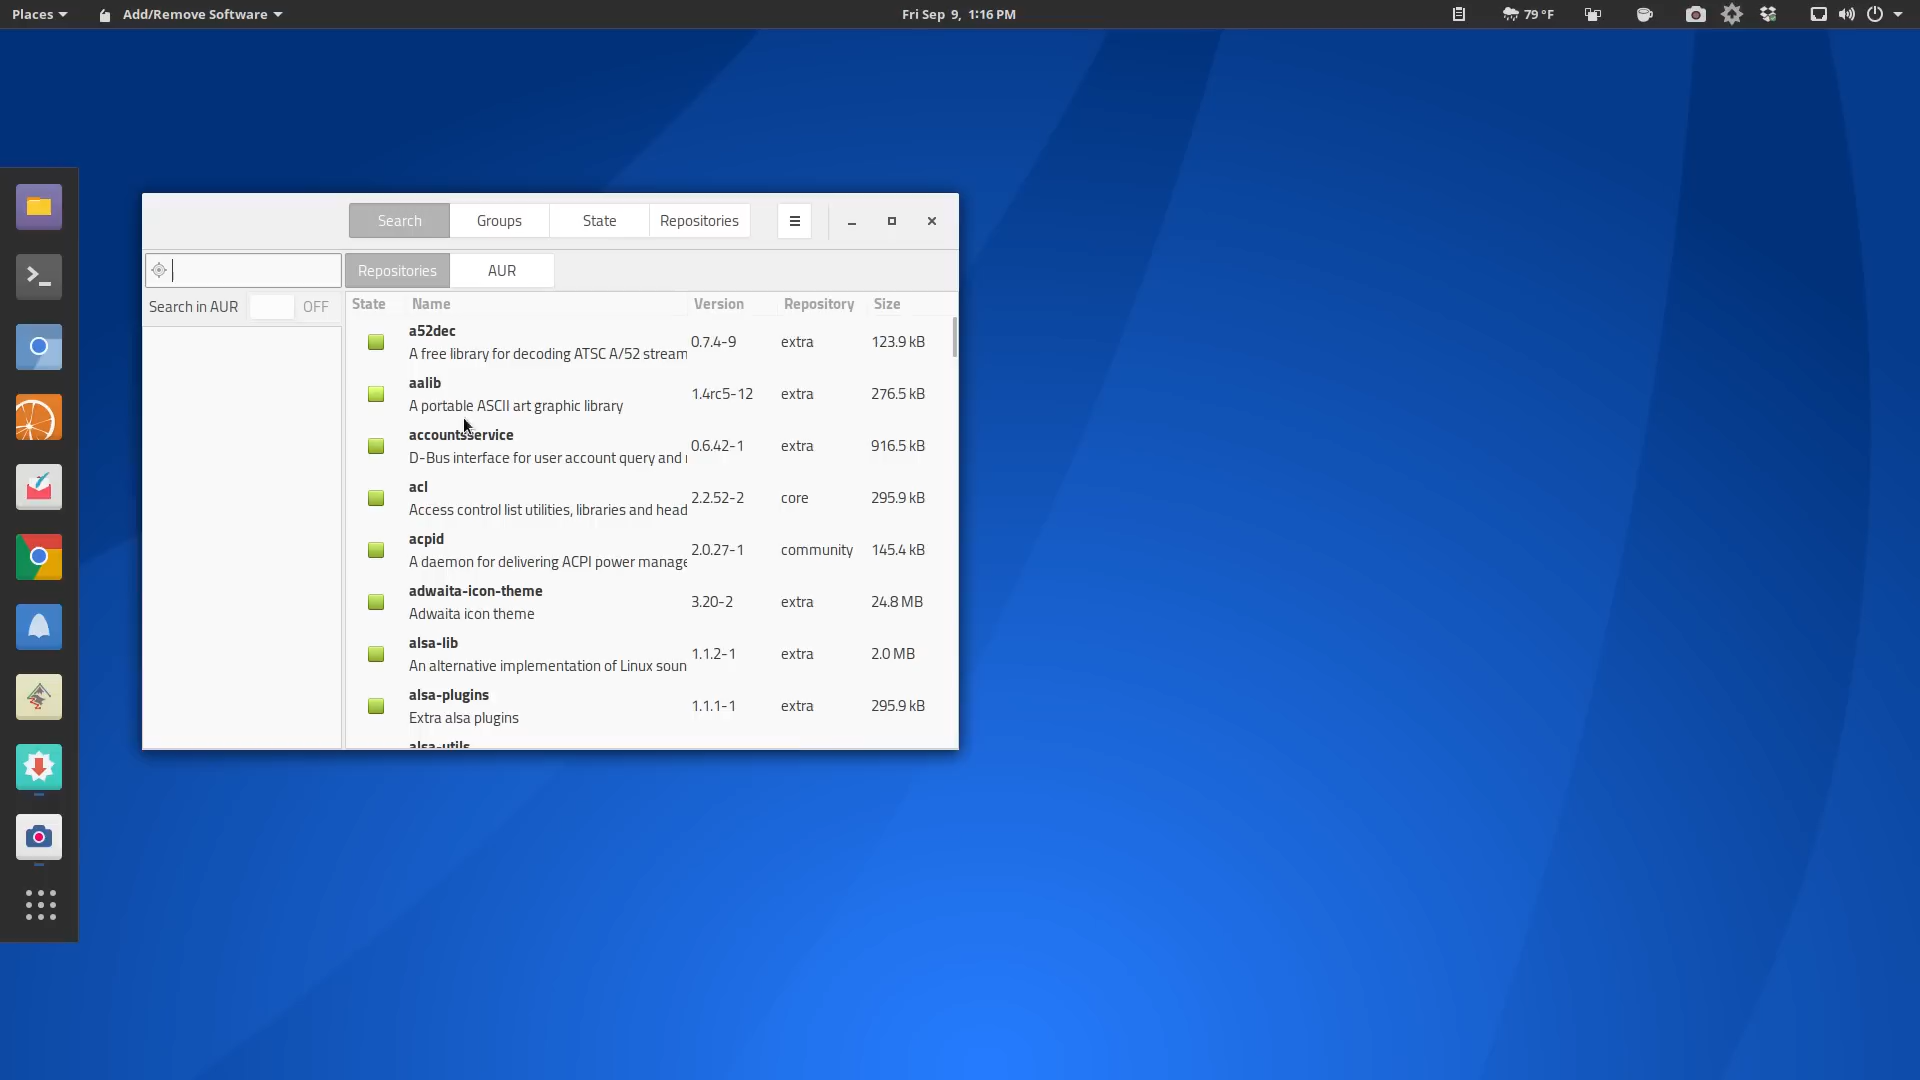 Places Add/Remove Software Fri Sep 9, 1:16 PM 79 °F
Search Groups State Repositories
Repositories AUR
Search in AUR OFF
State Name Version Repository Size
a52dec
A free library for decoding ATSC A/52 stream 0.7.4-9 extra 123.9 kB
aalib
A portable ASCII art graphic library 1.4rc5-12 extra 276.5 kB
accountsservice
D-Bus interface for user account query and 0.6.42-1 extra 916.5 kB
acl
Access control list utilities, libraries and head 2.2.52-2 core 295.9 kB
acpid
A daemon for delivering ACPI power manage 2.0.27-1 community 145.4 kB
adwaita-icon-theme
Adwaita icon theme 3.20-2 extra 24.8 MB
alsa-lib
An alternative implementation of Linux soun 1.1.2-1 extra 2.0 MB
alsa-plugins
Extra alsa plugins 1.1.1-1 extra 295.9 kB
alsa-utils